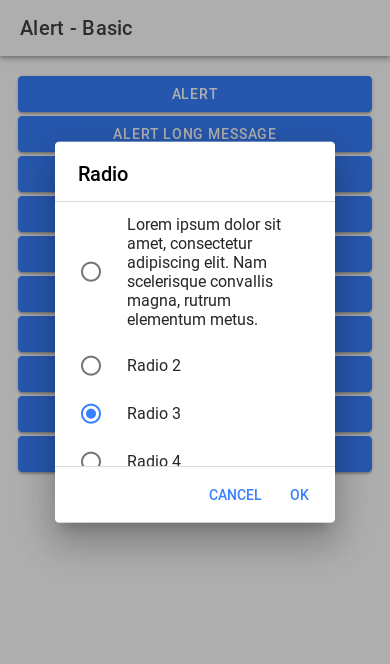 Alert - Basic
ALERT
ALERT LONG MESSAGE
Radio
Lorem ipsum dolor sit
amet, consectetur
adipiscing elit. Nam
scelerisque convallis
magna, rutrum
elementum metus.
Radio 2
Radio 3
Radio 4
CANCEL OK